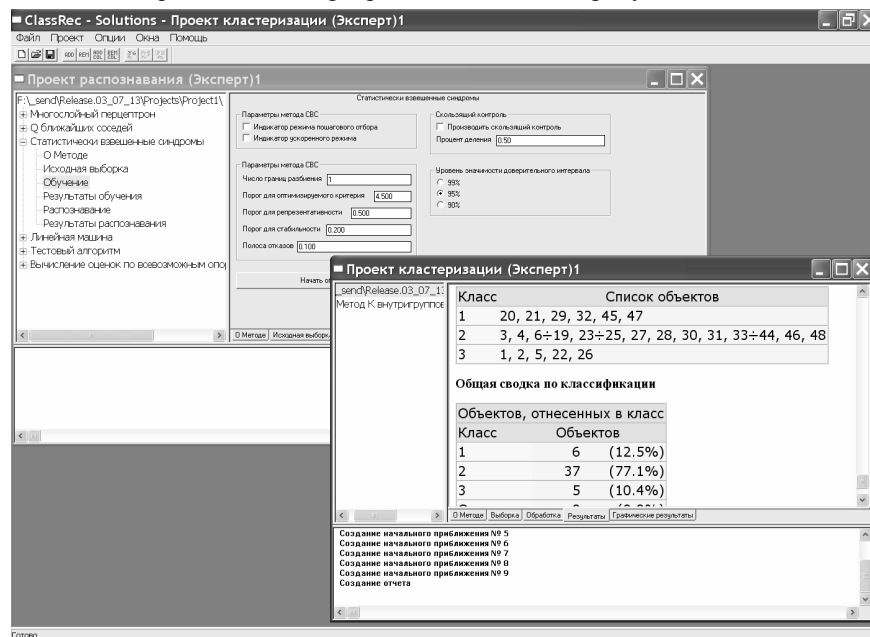 ClassRec - Solutions - Проект кластеризации (Эксперт)1
Файл Проект Опции Окна Помощь
Проект распознавания (Эксперт)1
F:\_send\Release.03_07_13\Projects\Project1\
Многослойный перцептрон
Q ближайших соседей
Статистически взвешенные синдромы
О Методе
Исходная выборка
Обучение
Результаты обучения
Распознавание
Результаты распознавания
Линейная машина
Тестовый алгоритм
Вычисление оценок по всевозможным опор
Статистически взвешенные синдромы
Параметры метода СВС
Индикатор режима пошагового отбора
Индикатор ускоренного режима
Скользящий контроль
Производить скользящий контроль
Процент деления 0.50
Параметры метода СВС
Число границ разбиения 1
Порог для оптимизируемого критерия 4.500
Порог для репрезентативности 0.500
Порог для стабильности 0.200
Полоса отказов 0.100
Уровень значимости доверительного интервала
99%
95%
90%
Начать о
О Методе Исходная выборк
Проект кластеризации (Эксперт)1
_send\Release.03_07_1
Метод К внутригруппо
Класс Список объектов
1 20, 21, 29, 32, 45, 47
2 3, 4, 6÷19, 23÷25, 27, 28, 30, 31, 33÷44, 46, 48
3 1, 2, 5, 22, 26
Общая сводка по классификации
Объектов, отнесенных в класс
Класс Объектов
1 6 (12.5%)
2 37 (77.1%)
3 5 (10.4%)
О Методе Выборка Обработка Результаты Графические результаты
Создание начального приближения № 5
Создание начального приближения № 6
Создание начального приближения № 7
Создание начального приближения № 8
Создание начального приближения № 9
Создание отчета
Готово